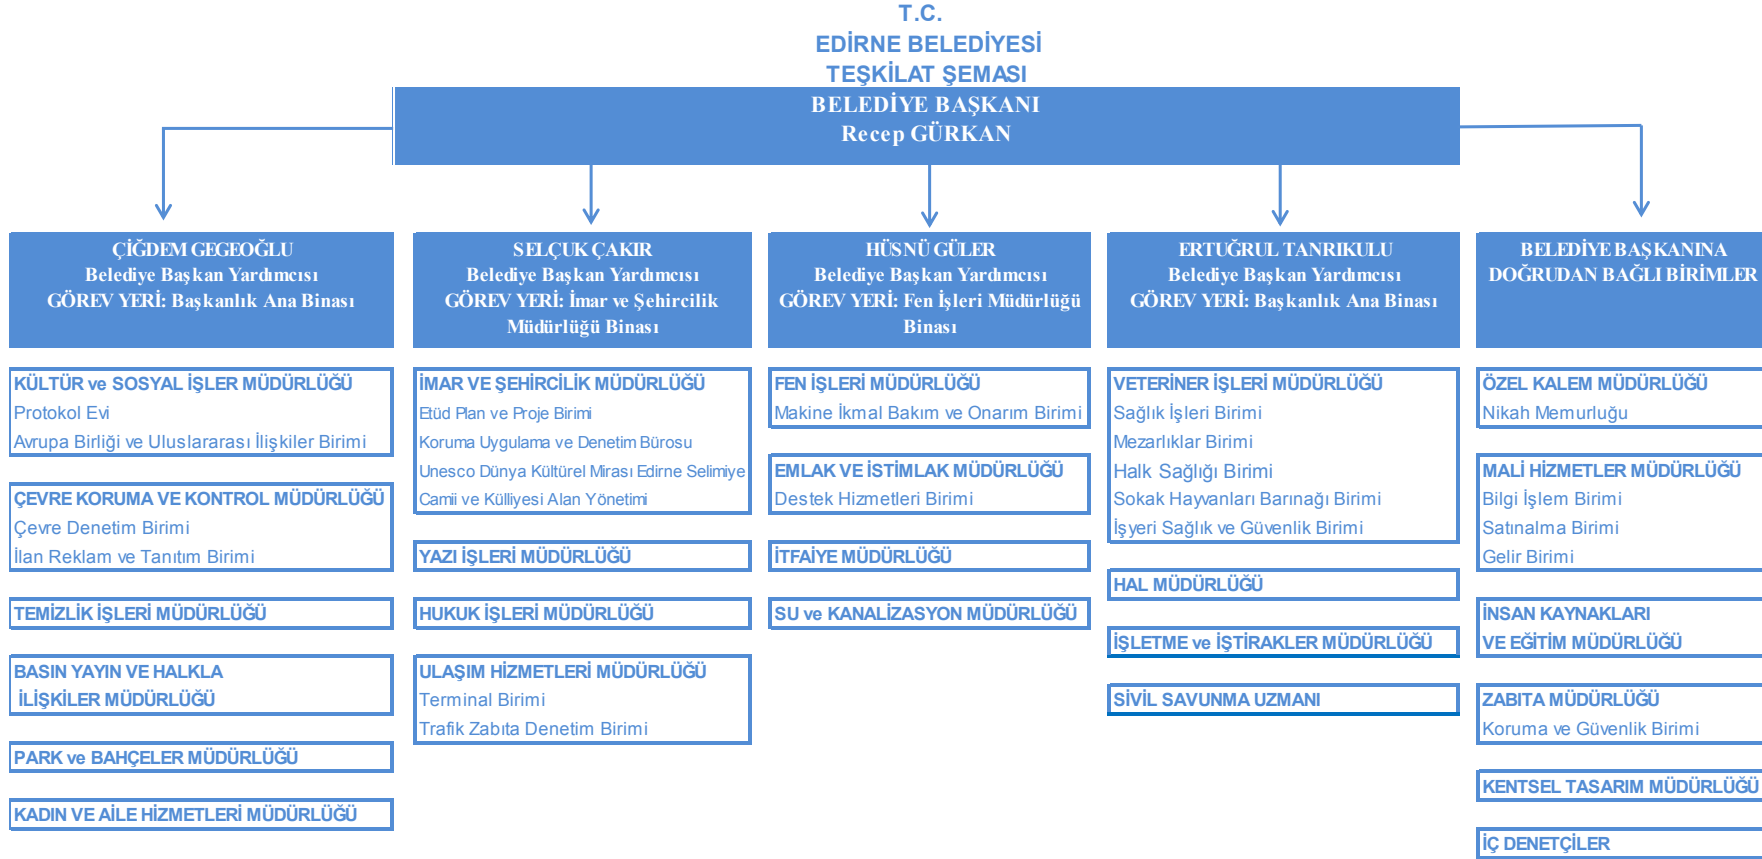 T.C.
EDİRNE BELEDİYESİ
TEŞKİLAT ŞEMASI
BELEDİYE BAŞKANI
Recep GÜRKAN
ÇİĞDEM GEGEOĞLU
Belediye Başkan Yardımcısı
GÖREV YERİ: Başkanlık Ana Binası
KÜLTÜR ve SOSYAL İŞLER MÜDÜRLÜĞÜ
Protokol Evi
Avrupa Birliği ve Uluslararası İlişkiler Birimi
ÇEVRE KORUMA VE KONTROL MÜDÜRLÜĞÜ
Çevre Denetim Birimi
İlan Reklam ve Tanıtım Birimi
TEMİZLİK İŞLERİ MÜDÜRLÜĞÜ
BASIN YAYIN VE HALKLA
İLİŞKİLER MÜDÜRLÜĞÜ
PARK ve BAHÇELER MÜDÜRLÜĞÜ
KADIN VE AİLE HİZMETLERİ MÜDÜRLÜĞÜ
SELÇUK ÇAKIR
Belediye Başkan Yardımcısı
GÖREV YERİ: İmar ve Şehircilik
Müdürlüğü Binası
İMAR VE ŞEHİRCİLİK MÜDÜRLÜĞÜ
Etüd Plan ve Proje Birimi
Koruma Uygulama ve Denetim Bürosu
Unesco Dünya Kültürel Mirası Edirne Selimiye
Camii ve Külliyesi Alan Yönetimi
YAZI İŞLERİ MÜDÜRLÜĞÜ
HUKUK İŞLERİ MÜDÜRLÜĞÜ
ULAŞIM HİZMETLERİ MÜDÜRLÜĞÜ
Terminal Birimi
Trafik Zabıta Denetim Birimi
HÜSNÜ GÜLER
Belediye Başkan Yardımcısı
GÖREV YERİ: Fen İşleri Müdürlüğü
Binası
FEN İŞLERİ MÜDÜRLÜĞÜ
Makine İkmal Bakım ve Onarım Birimi
EMLAK VE İSTİMLAK MÜDÜRLÜĞÜ
Destek Hizmetleri Birimi
İTFAİYE MÜDÜRLÜĞÜ
SU ve KANALİZASYON MÜDÜRLÜĞÜ
ERTUĞRUL TANRIKULU
Belediye Başkan Yardımcısı
GÖREV YERİ: Başkanlık Ana Binası
VETERİNER İŞLERİ MÜDÜRLÜĞÜ
Sağlık İşleri Birimi
Mezarlıklar Birimi
Halk Sağlığı Birimi
Sokak Hayvanları Barınağı Birimi
İşyeri Sağlık ve Güvenlik Birimi
HAL MÜDÜRLÜĞÜ
İŞLETME ve İŞTİRAKLER MÜDÜRLÜĞÜ
SİVİL SAVUNMA UZMANI
BELEDİYE BAŞKANINA
DOĞRUDAN BAĞLI BİRİMLER
ÖZEL KALEM MÜDÜRLÜĞÜ
Nikah Memurluğu
MALİ HİZMETLER MÜDÜRLÜĞÜ
Bilgi İşlem Birimi
Satınalma Birimi
Gelir Birimi
İNSAN KAYNAKLARI
VE EĞİTİM MÜDÜRLÜĞÜ
ZABITA MÜDÜRLÜĞÜ
Koruma ve Güvenlik Birimi
KENTSEL TASARIM MÜDÜRLÜĞÜ
İÇ DENETÇİLER